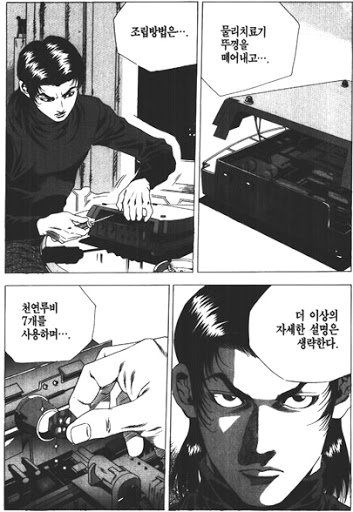 조립방법은….
물리치료기
뚜껑을
떼어내고….
천연루비
7개를
사용하며….
더 이상의
자세한 설명은
생략한다.